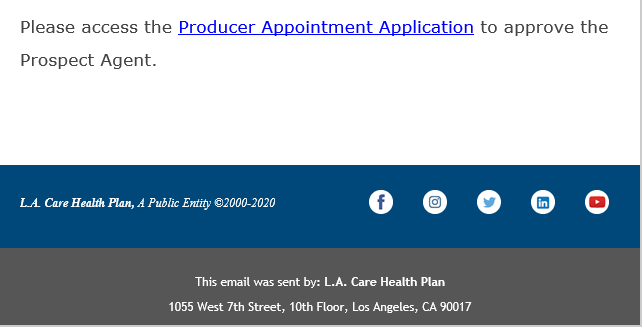 Please access the Producer Appointment Application to approve the
Prospect Agent.
L.A. Care Health Plan, A Public Entity ©2000-2020
This email was sent by: L.A. Care Health Plan
1055 West 7th Street, 10th Floor, Los Angeles, CA 90017